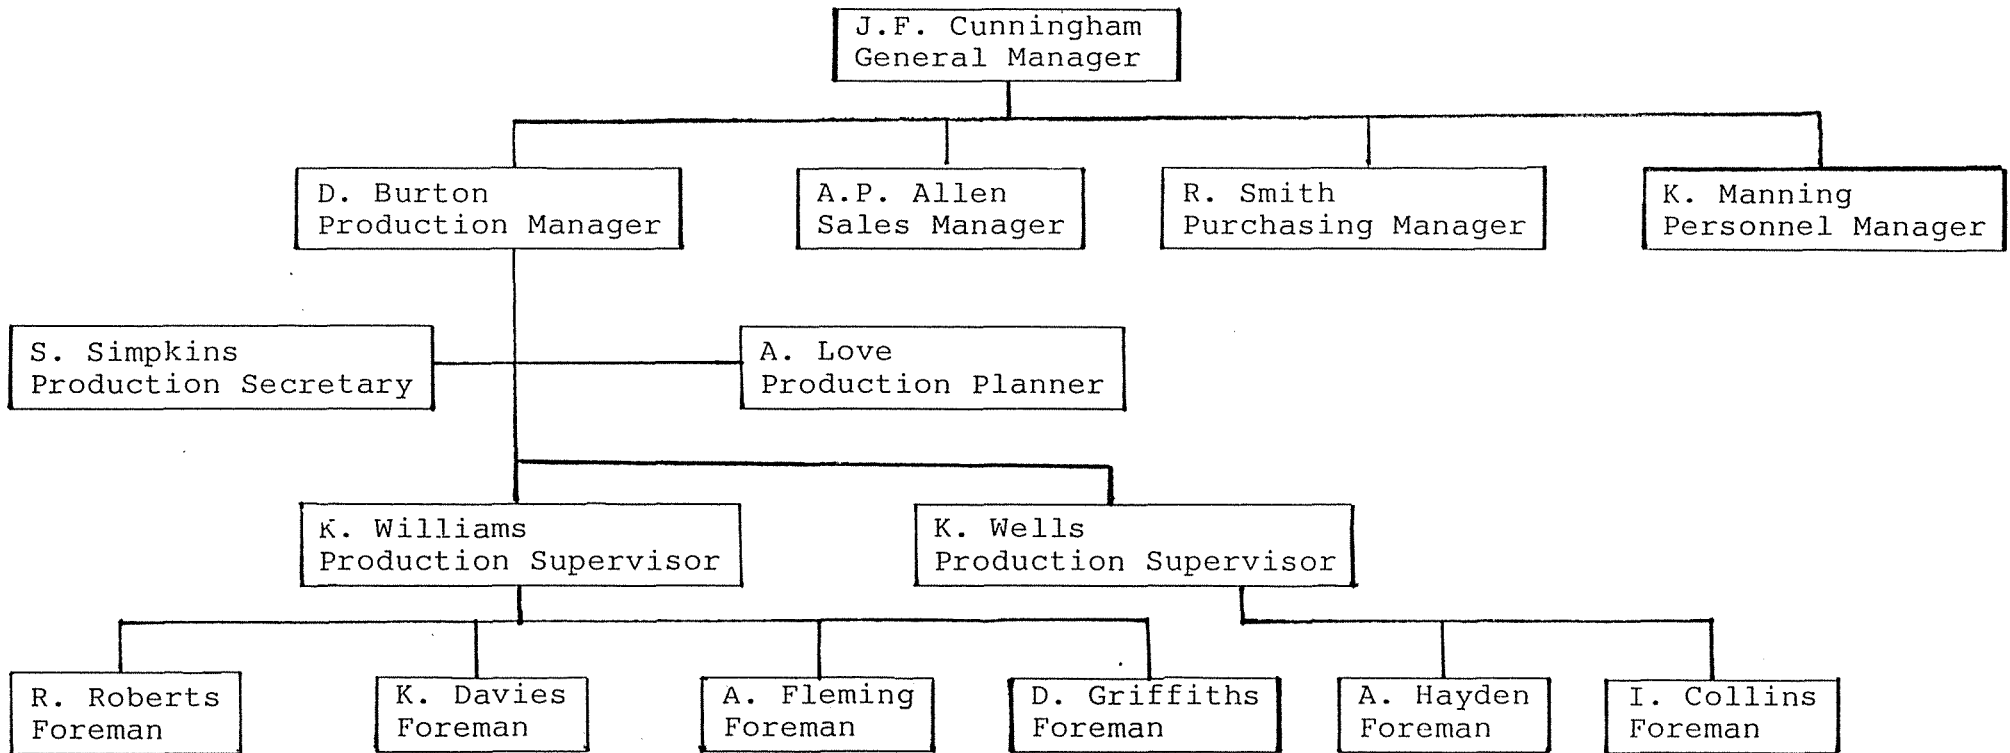 J.F. Cunningham
General Manager
D. Burton
Production Manager
A.P. Allen
Sales Manager
R. Smith
Purchasing Manager
K. Manning
Personnel Manager
S. Simpkins
Production Secretary
A. Love
Production Planner
K. Williams
Production Supervisor
K. Wells
Production Supervisor
R. Roberts
Foreman
K. Davies
Foreman
A. Fleming
Foreman
D. Griffiths
Foreman
A. Hayden
Foreman
I. Collins
Foreman